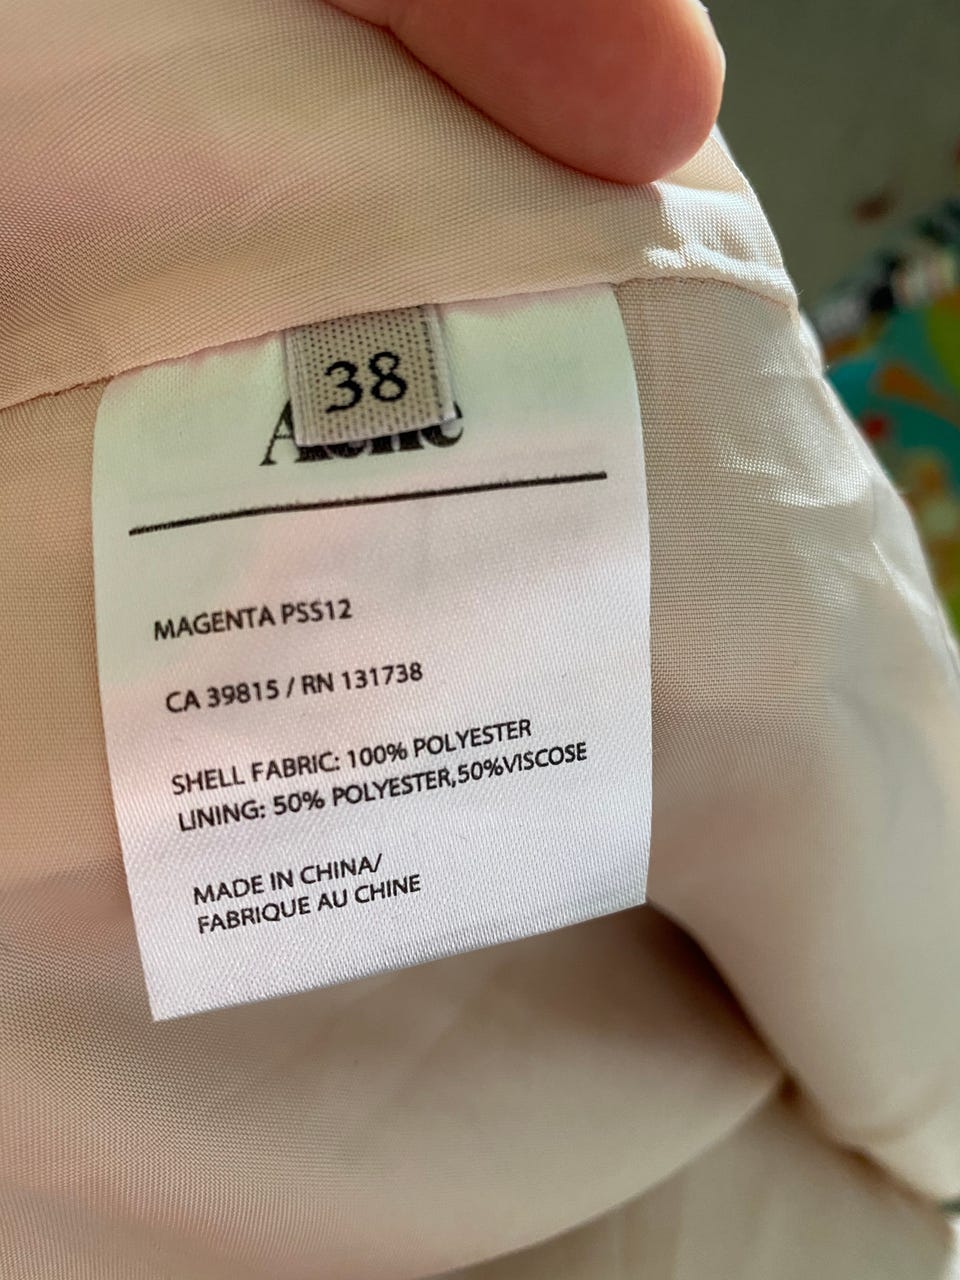 38
Acne
MAGENTA PSS12
CA 39815 / RN 131738
SHELL FABRIC: 100% POLYESTER
LINING: 50% POLYESTER,50%VISCOSE
MADE IN CHINA/
FABRIQUE AU CHINE